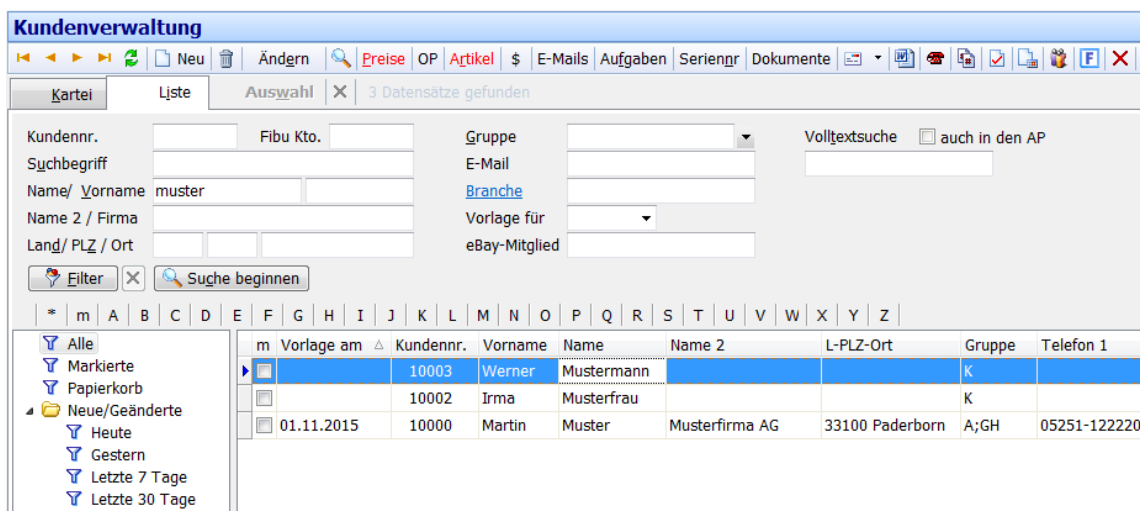 Kundenverwaltung
Neu Ändern Preise OP Artikel $ E-Mails Aufgaben Seriennr Dokumente F
Kartei Liste Auswahl 3 Datensätze gefunden
Kundennr. Fibu Kto. Gruppe Volltextsuche auch in den AP
Suchbegriff E-Mail
Name/ Vorname muster Branche
Name 2 / Firma Vorlage für
Land/ PLZ / Ort eBay-Mitglied
Filter Suche beginnen
* m A B C D E F G H I J K L M N O P Q R S T U V W X Y Z
Alle
Markierte
Papierkorb
Neue/Geänderte
Heute
Gestern
Letzte 7 Tage
Letzte 30 Tage
m Vorlage am Kundennr. Vorname Name Name 2 L-PLZ-Ort Gruppe Telefon 1
10003 Werner Mustermann K
10002 Irma Musterfrau K
01.11.2015 10000 Martin Muster Musterfirma AG 33100 Paderborn A;GH 05251-122220